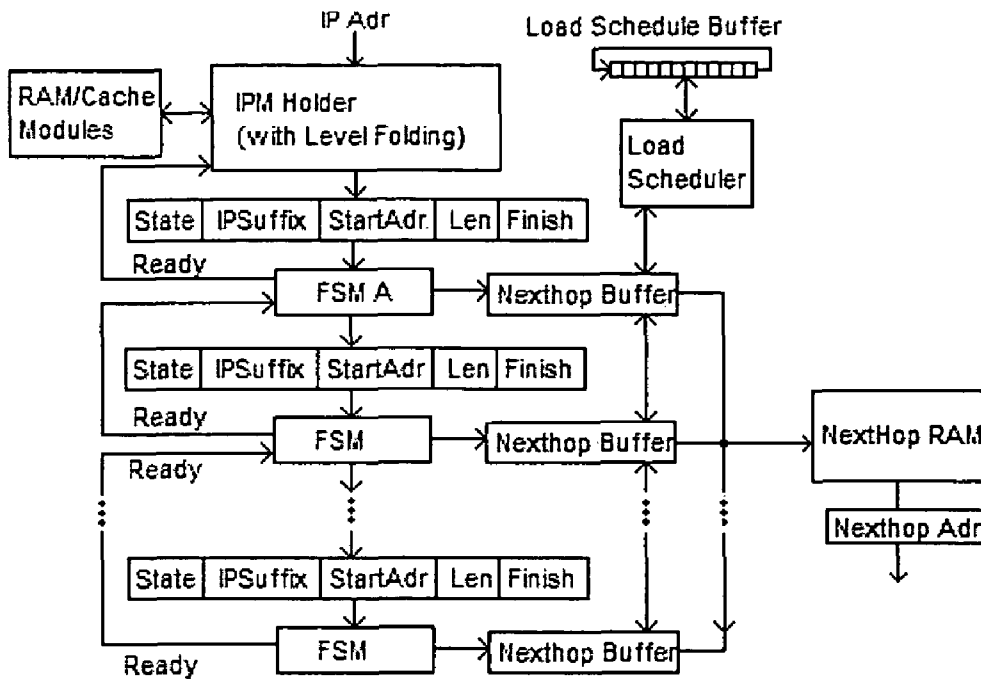 IP Adr
Load Schedule Buffer
RAM/Cache
Modules
IPM Holder
(with Level Folding)
Load
Scheduler
State IPSuffix StartAdr Len Finish
Ready
FSM A
Nexthop Buffer
State IPSuffix StartAdr Len Finish
Ready
FSM
Nexthop Buffer
NextHop RAM
Ready
Nexthop Adr
State IPSuffix StartAdr Len Finish
FSM
Nexthop Buffer
Ready